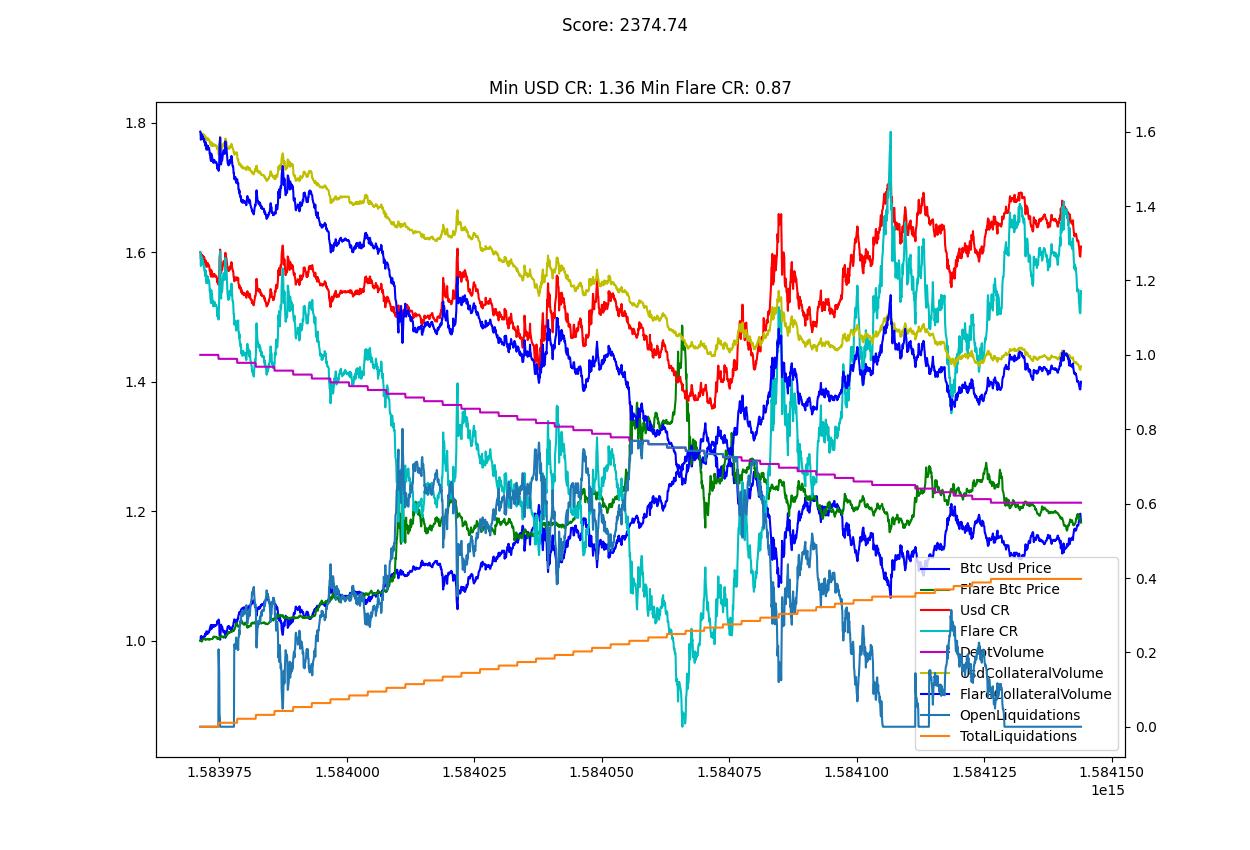 Score: 2374.74
Min USD CR: 1.36 Min Flare CR: 0.87
1.8
1.6
1.4
1.2
1.0
1.6
1.4
1.2
1.0
0.8
0.6
0.4
0.2
0.0
Btc Usd Price
Flare Btc Price
Usd CR
Flare CR
DebtVolume
UsdCollateralVolume
FlareCollateralVolume
OpenLiquidations
TotalLiquidations
1.583975 1.584000 1.584025 1.584050 1.584075 1.584100 1.584125 1.584150
1e15